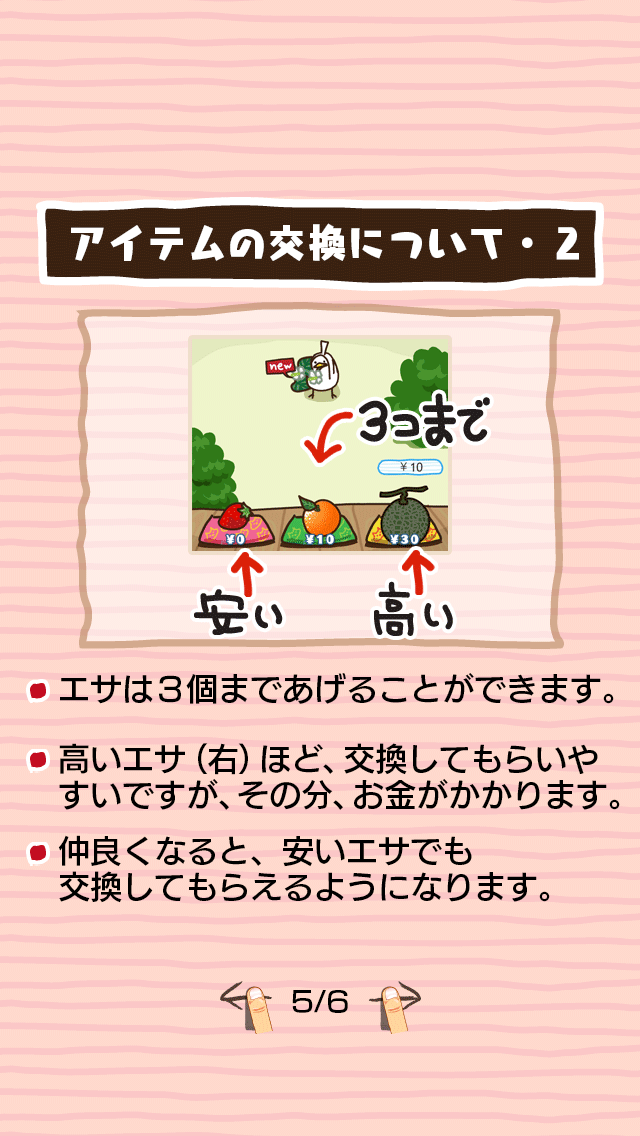 アイテムの交換について・2
new
3コまで
¥10
¥0
¥10
¥30
安い
高い
エサは3個まであげることができます。
高いエサ(右)ほど、交換してもらいや
すいですが、その分、お金がかかります。
仲良くなると、安いエサでも
交換してもらえるようになります。
5/6